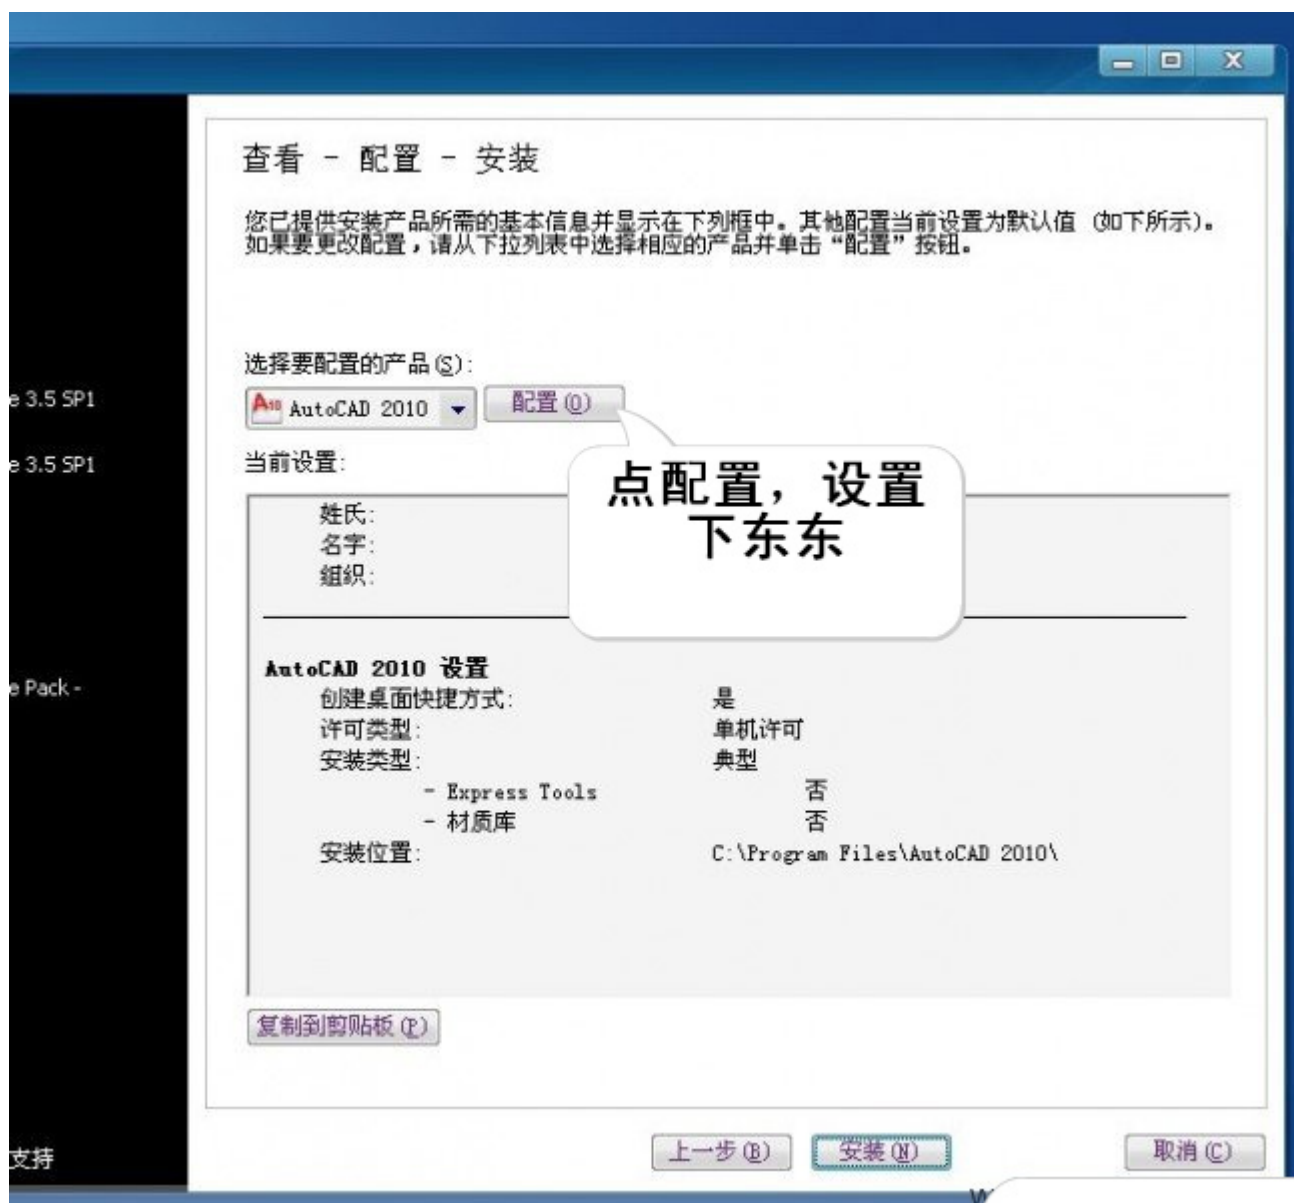 查看 - 配置 - 安装
您已提供安装产品所需的基本信息并显示在下列框中。其他配置当前设置为默认值 (如下所示)。
如果要更改配置，请从下拉列表中选择相应的产品并单击“配置”按钮。
选择要配置的产品(S):
e 3.5 SP1
AutoCAD 2010
配置(O)
e 3.5 SP1
当前设置:
点配置，设置
下东东
姓氏:
名字:
组织:
AutoCAD 2010 设置
e Pack -
创建桌面快捷方式: 是
许可类型: 单机许可
安装类型: 典型
- Express Tools 否
- 材质库 否
安装位置: C:\Program Files\AutoCAD 2010\
复制到剪贴板(P)
支持
上一步(B) 安装(N) 取消(C)